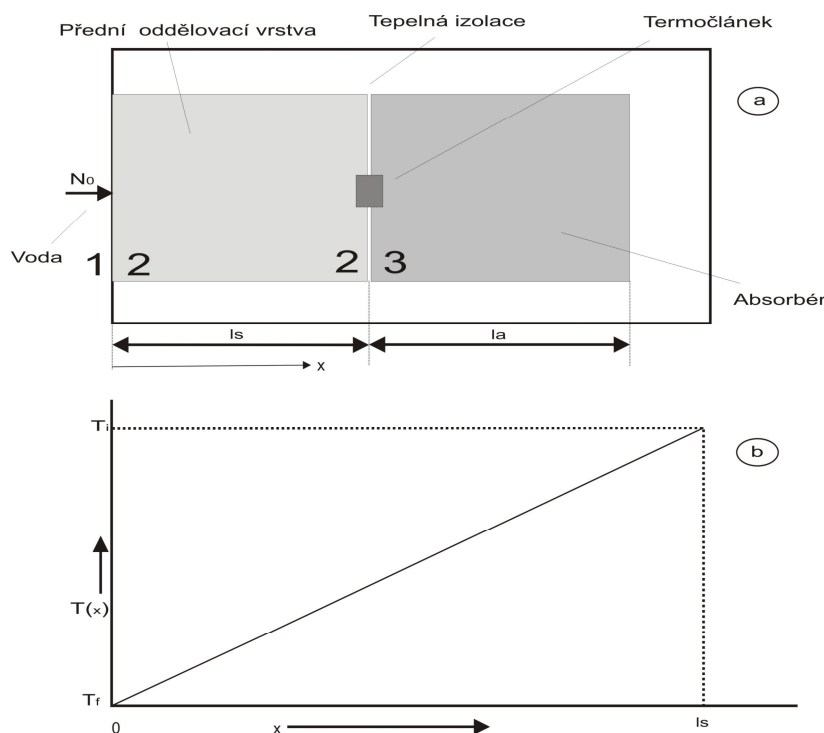 Přední oddělovací vrstva
Tepelná izolace
Termočlánek
a
N₀
Voda
1 2
2 3
Absorbér
ls
la
x
Ti
b
T(x)
Tf
0
x
ls